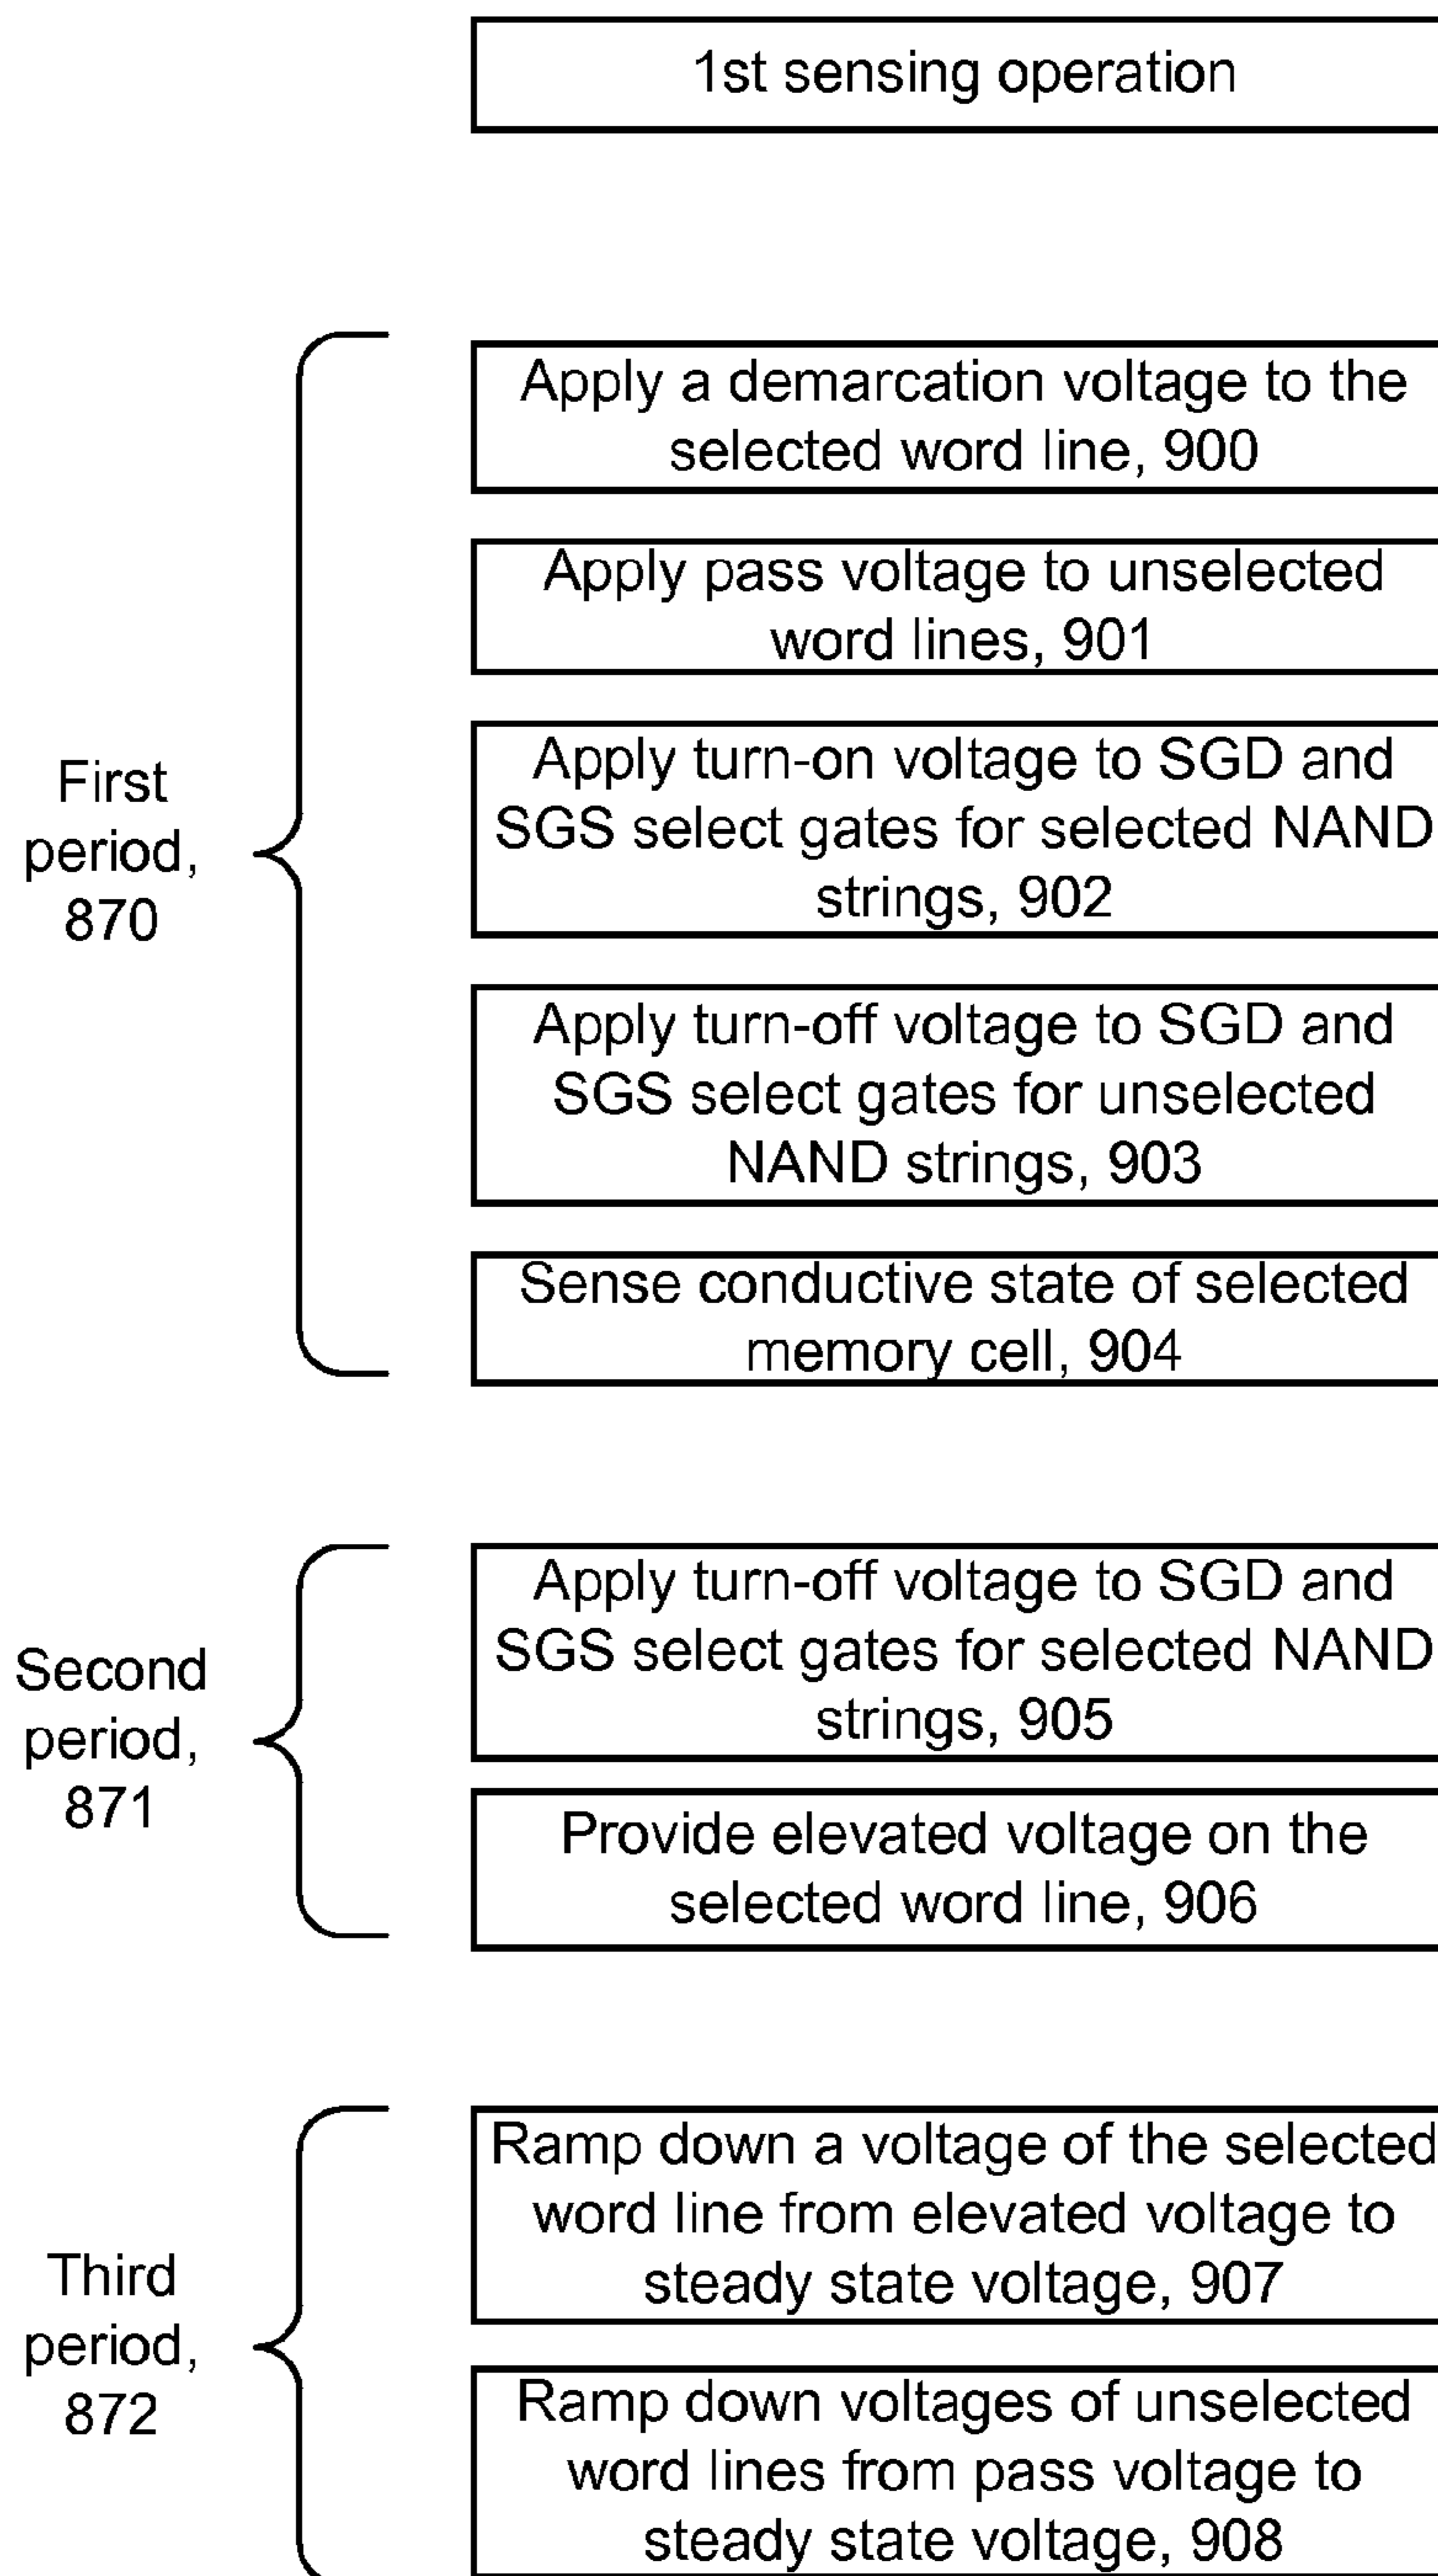 1st sensing operation
Apply a demarcation voltage to the
selected word line, 900
Apply pass voltage to unselected
word lines, 901
Apply turn-on voltage to SGD and
SGS select gates for selected NAND
strings, 902
First
period,
870
Apply turn-off voltage to SGD and
SGS select gates for unselected
NAND strings, 903
Sense conductive state of selected
memory cell, 904
Second
period,
871
Apply turn-off voltage to SGD and
SGS select gates for selected NAND
strings, 905
Provide elevated voltage on the
selected word line, 906
Third
period,
872
Ramp down a voltage of the selected
word line from elevated voltage to
steady state voltage, 907
Ramp down voltages of unselected
word lines from pass voltage to
steady state voltage, 908